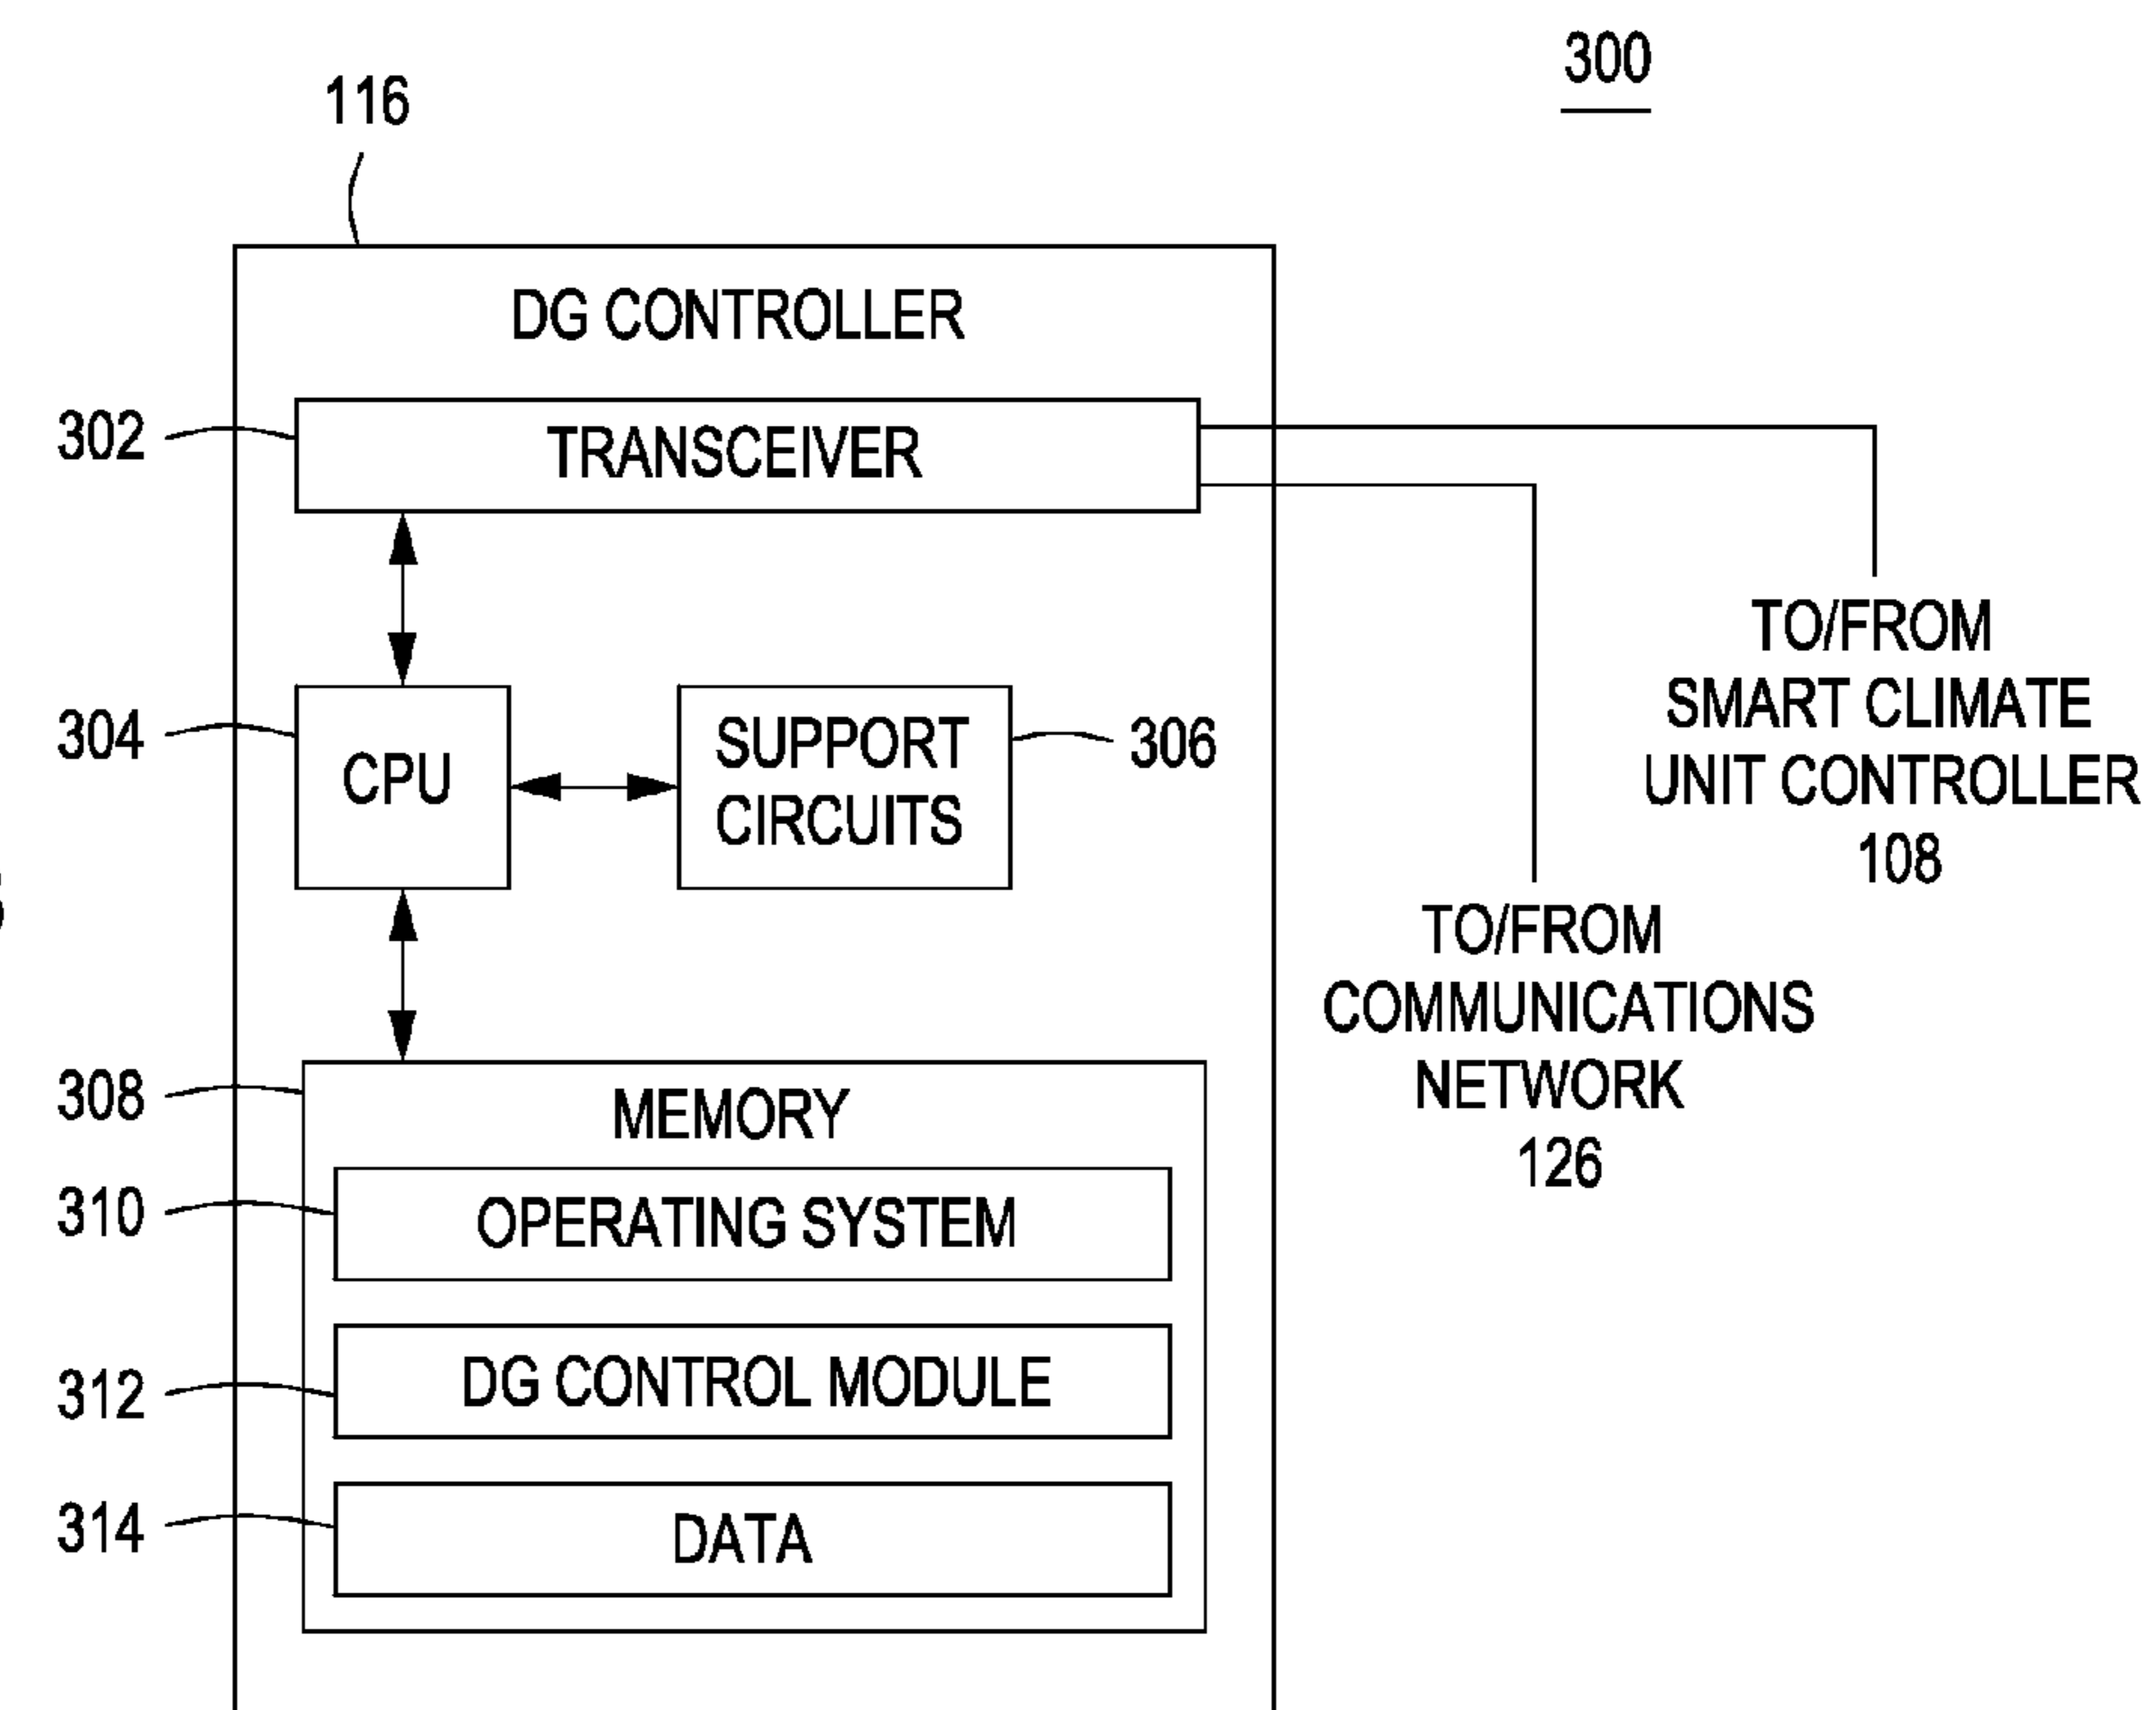 300
116
DG CONTROLLER
302
TRANSCEIVER
304
CPU
SUPPORT
CIRCUITS
306
TO/FROM
SMART CLIMATE
UNIT CONTROLLER
108
TO/FROM
COMMUNICATIONS
NETWORK
126
308
MEMORY
310
OPERATING SYSTEM
312
DG CONTROL MODULE
314
DATA